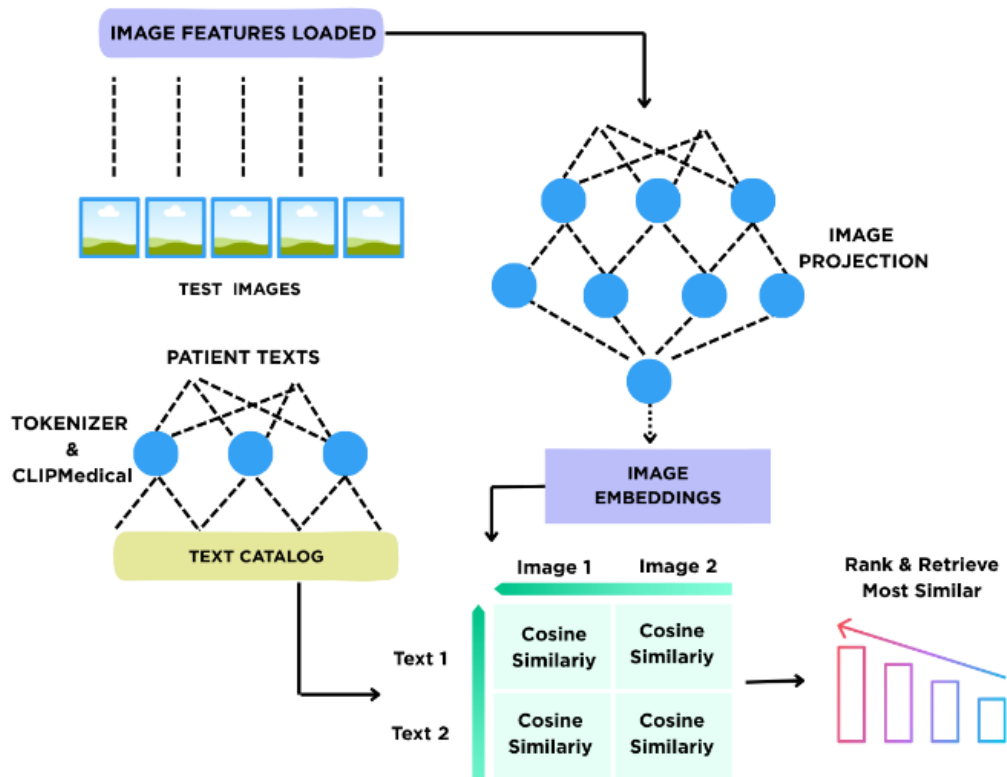 IMAGE FEATURES LOADED
TEST IMAGES
IMAGE
PROJECTION
PATIENT TEXTS
TOKENIZER
&
CLIPMedical
TEXT CATALOG
IMAGE
EMBEDDINGS
Image 1
Image 2
Text 1
Cosine
Similariy
Cosine
Similariy
Text 2
Cosine
Similariy
Cosine
Similariy
Rank & Retrieve
Most Similar